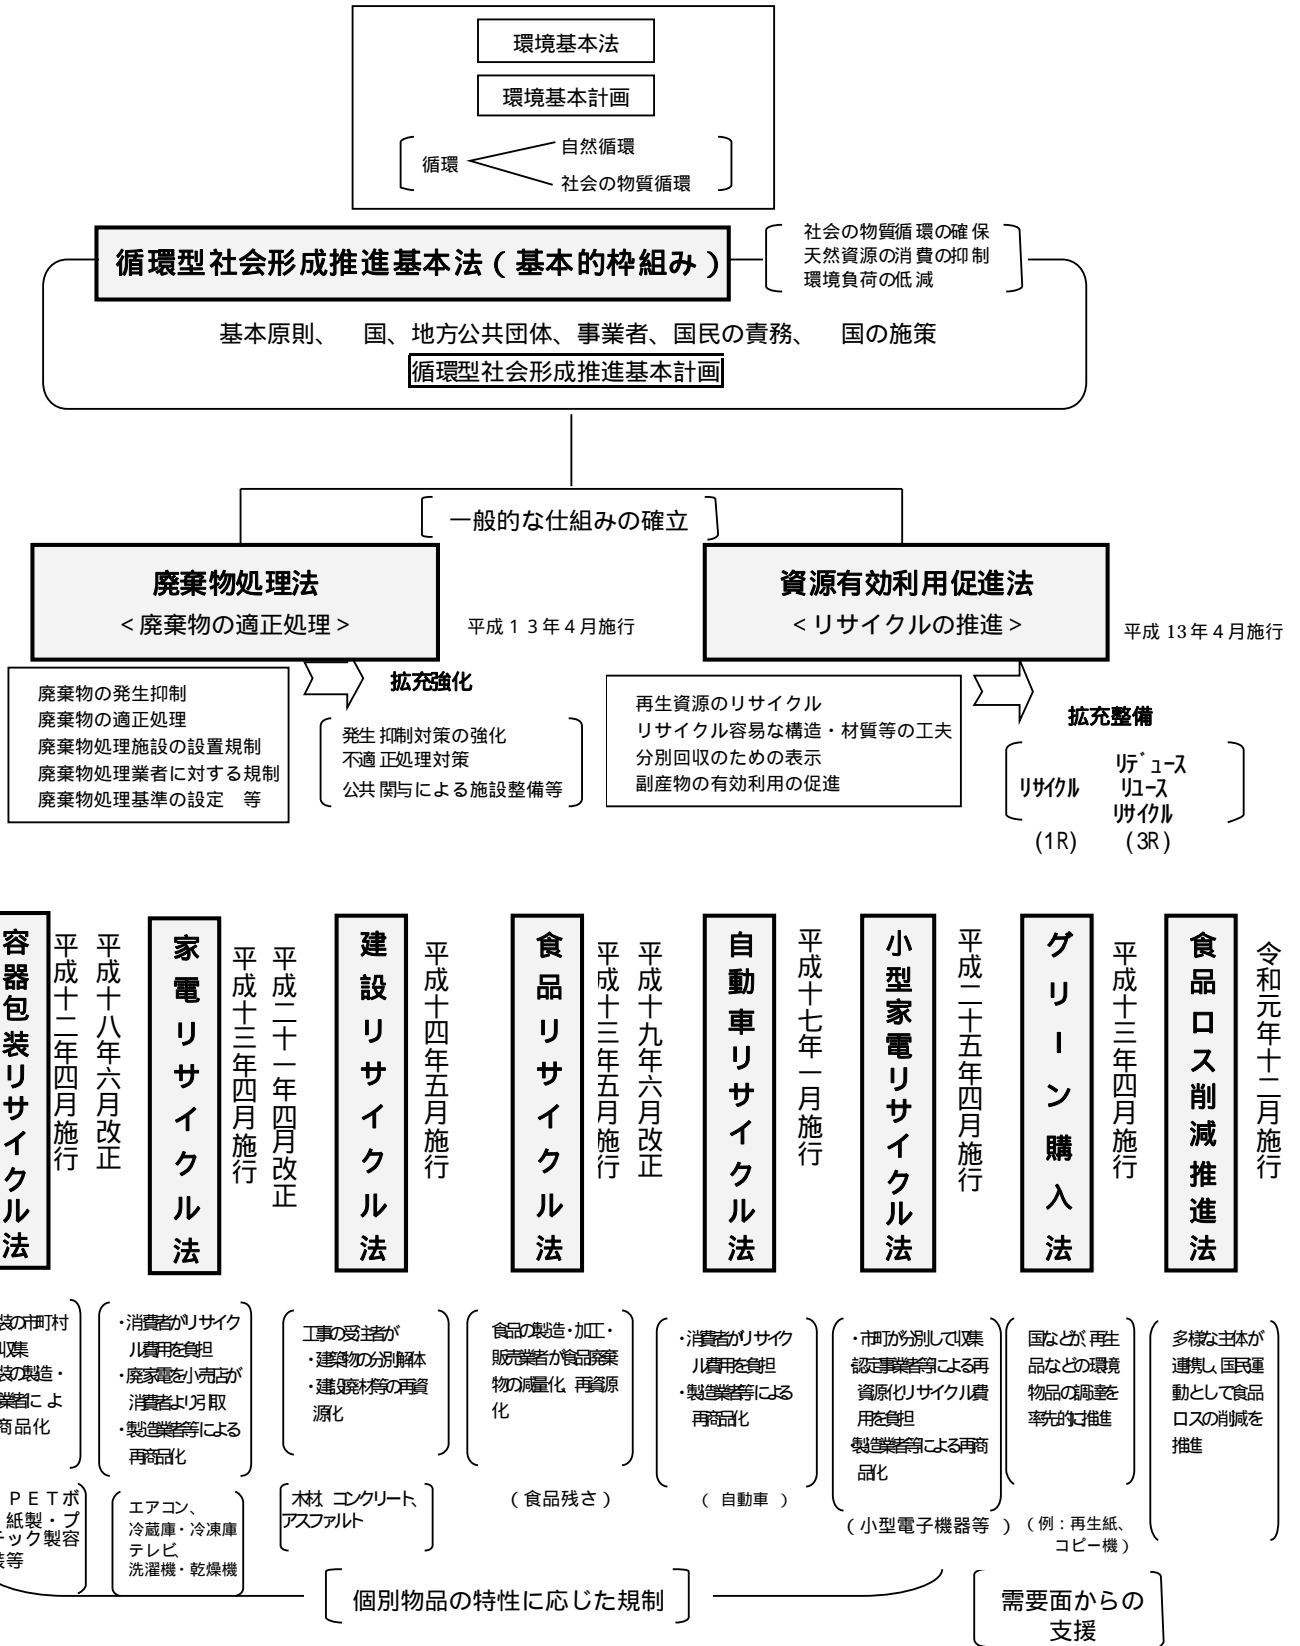 環境基本法
環境基本計画
循環
自然循環
社会の物質循環
循環型社会形成推進基本法(基本的枠組み)
社会の物質循環の確保
天然資源の消費の抑制
環境負荷の低減
基本原則、 国、地方公共団体、事業者、国民の責務、 国の施策
循環型社会形成推進基本計画
一般的な仕組みの確立
廃棄物処理法
<廃棄物の適正処理>
平成13年4月施行
資源有効利用促進法
<リサイクルの推進>
平成13年4月施行
拡充強化
廃棄物の発生抑制
廃棄物の適正処理
廃棄物処理施設の設置規制
廃棄物処理業者に対する規制
廃棄物処理基準の設定 等
発生抑制対策の強化
不適正処理対策
公共関与による施設整備等
再生資源のリサイクル
リサイクル容易な構造・材質等の工夫
分別回収のための表示
副産物の有効利用の促進
拡充整備
リサイクル
(1R)
リデュース
リユース
リサイクル
(3R)
容器包装リサイクル法
平成十二年四月施行
平成十八年六月改正
家電リサイクル法
平成十三年四月施行
平成二十一年四月改正
建設リサイクル法
平成十四年五月施行
食品リサイクル法
平成十三年五月施行
平成十九年六月改正
自動車リサイクル法
平成十七年一月施行
小型家電リサイクル法
平成二十五年四月施行
グリーン購入法
平成十三年四月施行
食品ロス削減推進法
令和元年十二月施行
装の市町村
収集
装の製造・
業者によ
商品化
・消費者がリサイク
ル費用を負担
・廃家電を小売店が
消費者より引取
・製造業者等による
再商品化
工事の受注者が
・建築物の分別解体
・建設廃材等の再資
源化
食品の製造・加工・
販売業者が食品廃棄
物の減量化、再資源
化
・消費者がリサイク
ル費用を負担
・製造業者等による
再商品化
・市町が分別して収集
・認定事業者等による再
資源化リサイクル費
用を負担
・製造業者等による再商
品化
国などが、再生
品などの環境
物品の調達を
率先的に推進
多様な主体が
連携し、国民運
動として食品
ロスの削減を
推進
PETボ
紙製・プ
チック製容
装等
エアコン、
冷蔵庫・冷凍庫
テレビ、
洗濯機・乾燥機
木材、コンクリート、
アスファルト
(食品残さ)
(自動車)
(小型電子機器等)
(例:再生紙、
コピー機)
個別物品の特性に応じた規制
需要面からの
支援